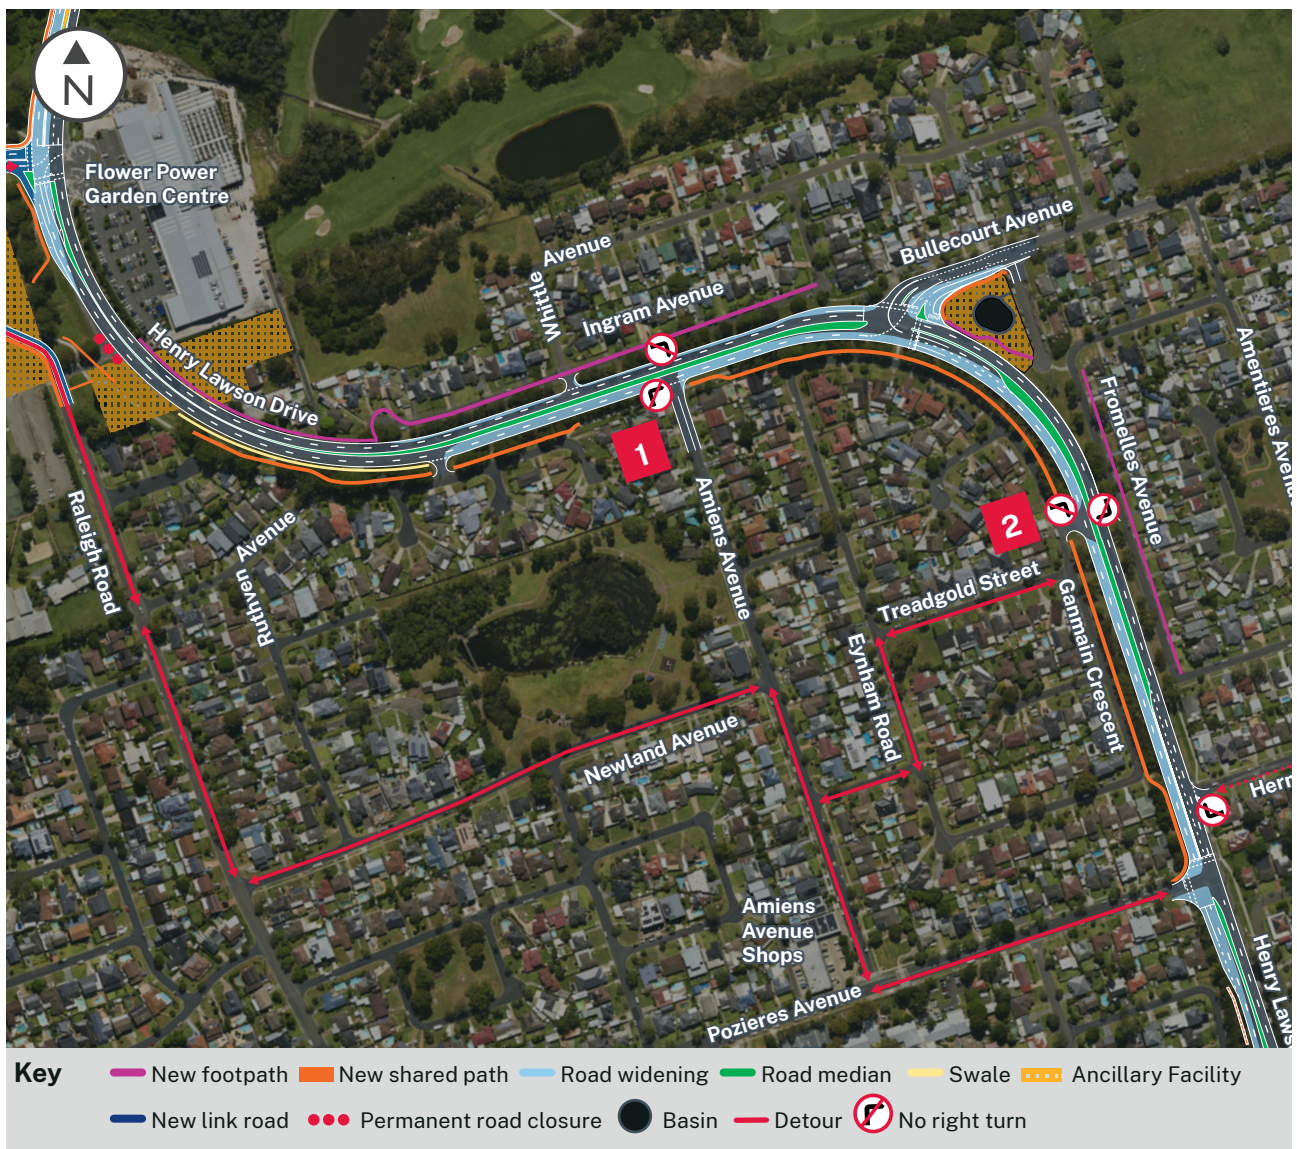 N
Flower Power
Garden Centre
Bullecourt Avenue
Avenue
Whittle
Ingram Avenue
Henry Lawson Drive
Amentieres Avenu
Fromelles Avenue
1
2
Raleigh Road
Avenue
Ruthven
Amiens Avenue
Treadgold Street
Ganmain Crescent
Eynham Road
Newland Avenue
Hern
Amiens
Avenue
Shops
Pozieres Avenue
Henry Laws
Key
New footpath
New shared path
Road widening
Road median
Swale
Ancillary Facility
New link road
Permanent road closure
Basin
Detour
No right turn